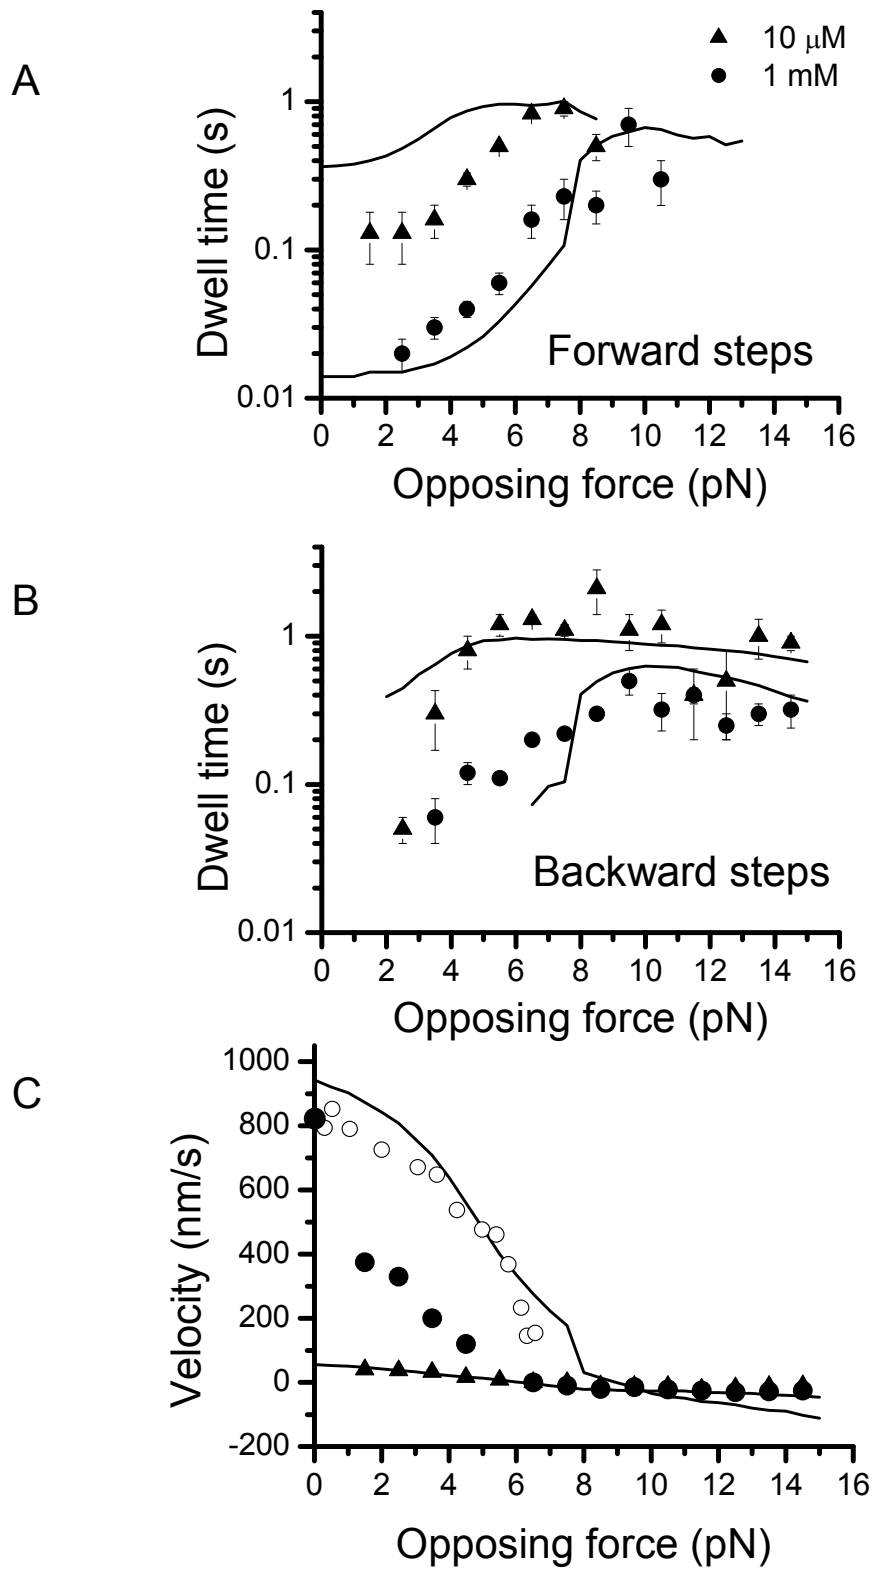 A
10 μM
1 mM
Dwell time (s)
1
0.1
0.01
Forward steps
0 2 4 6 8 10 12 14 16
Opposing force (pN)
B
Dwell time (s)
1
0.1
0.01
Backward steps
0 2 4 6 8 10 12 14 16
Opposing force (pN)
C
Velocity (nm/s)
1000
800
600
400
200
0
-200
0 2 4 6 8 10 12 14 16
Opposing force (pN)